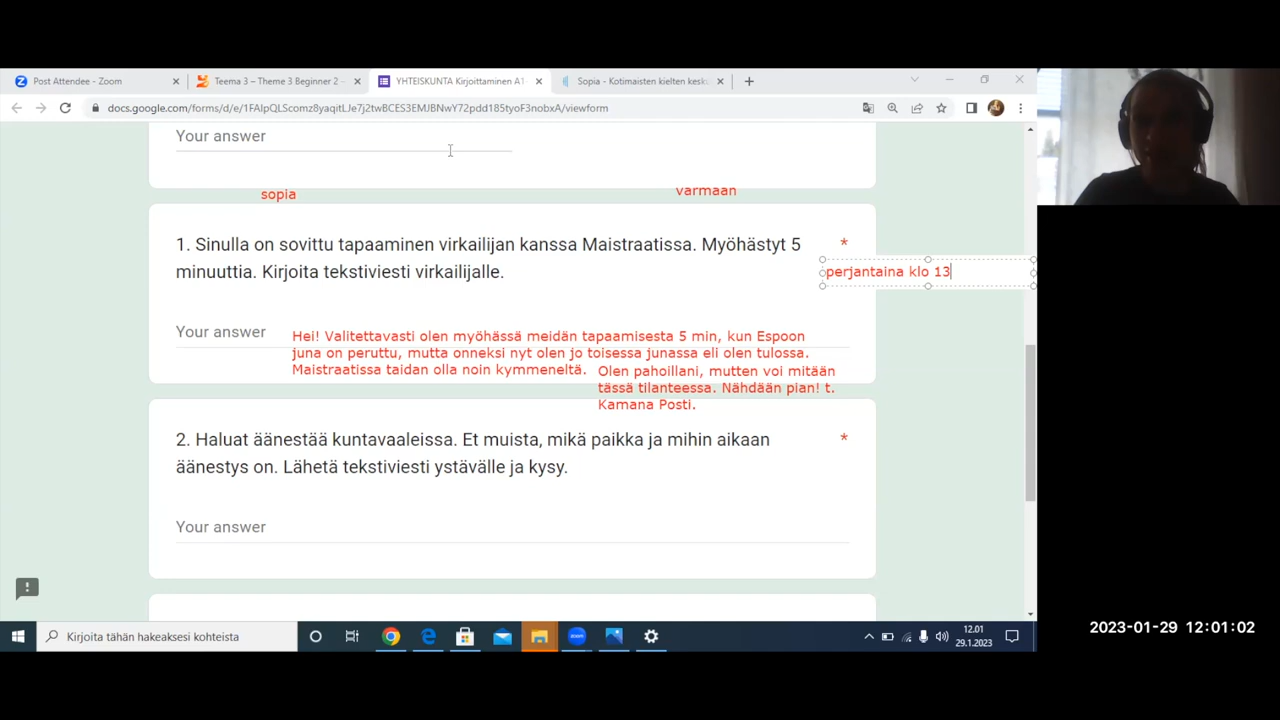 Post Attendee - Zoom
Teema 3 – Theme 3 Beginner 2 –
YHTEISKUNTA Kirjoittaminen A1-
Sopia - Kotimaisten kielten kesku
docs.google.com/forms/d/e/1FAIpQLScomz8yaqitLJe7j2twBCES3EMJBNwY72pdd185tyoF3nobxA/viewform
Your answer
sopia
varmaan
1. Sinulla on sovittu tapaaminen virkailijan kanssa Maistraatissa. Myöhästyt 5 *
minuuttia. Kirjoita tekstiviesti virkailijalle.
perjantaina klo 13
Your answer
Hei! Valitettavasti olen myöhässä meidän tapaamisesta 5 min, kun Espoon
juna on peruttu, mutta onneksi nyt olen jo toisessa junassa eli olen tulossa.
Maistraatissa taidan olla noin kymmeneltä.
Olen pahoillani, mutten voi mitään
tässä tilanteessa. Nähdään pian! t.
Kamana Posti.
2. Haluat äänestää kuntavaaleissa. Et muista, mikä paikka ja mihin aikaan *
äänestys on. Lähetä tekstiviesti ystävälle ja kysy.
Your answer
Kirjoita tähän hakeaksesi kohteista
zoom
12.01
29.1.2023
2023-01-29 12:01:02